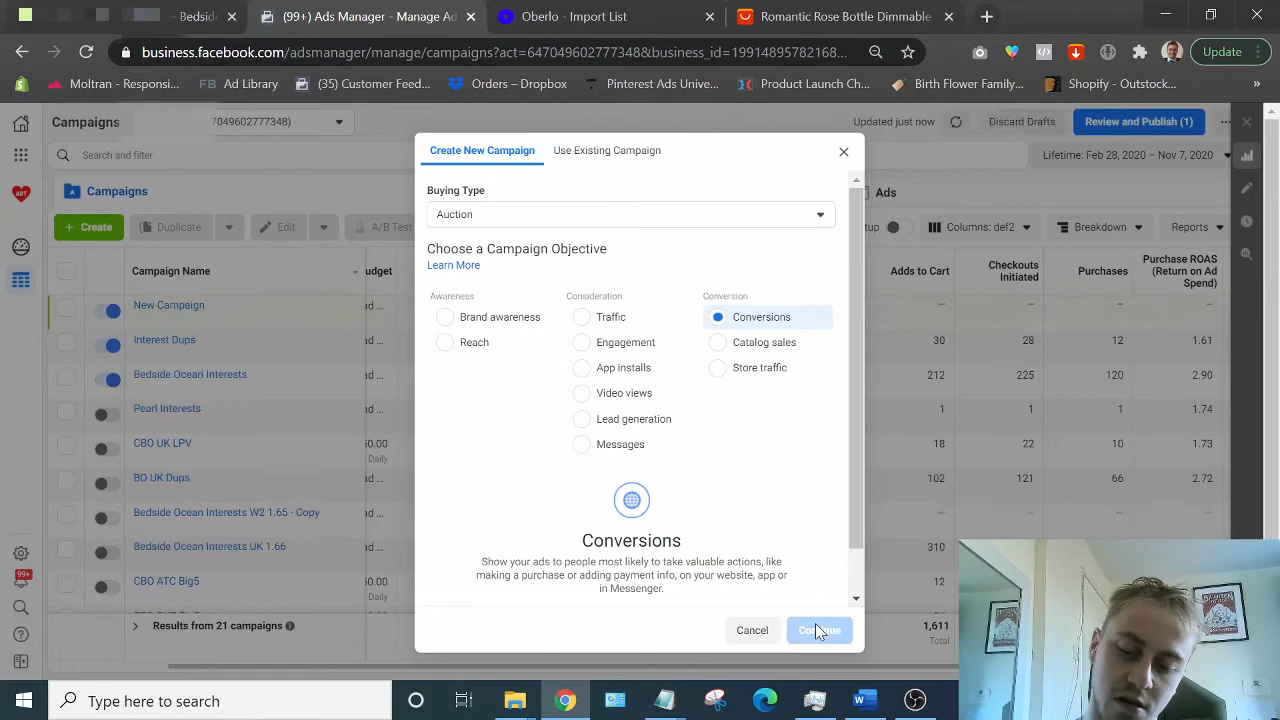 - Bedside
(99+) Ads Manager - Manage Ad
Oberlo - Import List
Romantic Rose Bottle Dimmable
business.facebook.com/adsmanager/manage/campaigns?act=647049602777348&business_id=19914895782168...
Update
Moltran - Responsi...
FB Ad Library
(35) Customer Feed...
Orders – Dropbox
Pinterest Ads Unive...
Product Launch Ch...
Birth Flower Family...
Shopify - Outstock...
Campaigns
7049602777348)
Updated just now
Discard Drafts
Review and Publish (1)
Search and filter
Lifetime: Feb 28, 2020 – Nov 7, 2020
Campaigns
Ads
+ Create
Duplicate
Edit
A/B Test
Columns: def2
Breakdown
Reports
Campaign Name
Adds to Cart
Checkouts
Initiated
Purchases
Purchase ROAS
(Return on Ad
Spend)
New Campaign
ad ...
— — — —
Interest Dups
ad ...
30 28 12 1.61
Bedside Ocean Interests
ad ...
212 225 120 2.90
Pearl Interests
ad ...
1 1 1 1.74
CBO UK LPV
Daily
18 22 10 1.73
BO UK Dups
102 121 66 2.72
Daily
Bedside Ocean Interests W2 1.65 - Copy
ad ...
Bedside Ocean Interests UK 1.66
ad ...
310
CBO ATC Big5
12
Daily
Results from 21 campaigns
1,611
Total
Create New Campaign
Use Existing Campaign
Buying Type
Auction
Choose a Campaign Objective
Learn More
Awareness
Consideration
Conversion
Brand awareness
Traffic
Conversions
Reach
Engagement
Catalog sales
App installs
Store traffic
Video views
Lead generation
Messages
Conversions
Show your ads to people most likely to take valuable actions, like
making a purchase or adding payment info, on your website, app or
in Messenger.
Cancel
Continue
99+
Type here to search